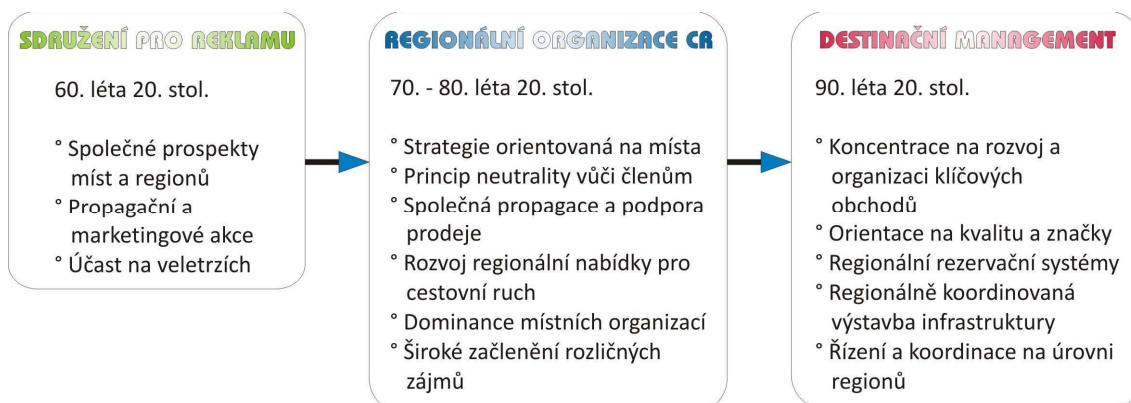 SDRUŽENÍ PRO REKLAMU
60. léta 20. stol.
° Společné prospekty
míst a regionů
° Propagační a
marketingové akce
° Účast na veletrzích
REGIONÁLNÍ ORGANIZACE CR
70. - 80. léta 20. stol.
° Strategie orientovaná na místa
° Princip neutrality vůči členům
° Společná propagace a podpora
prodeje
° Rozvoj regionální nabídky pro
cestovní ruch
° Dominance místních organizací
° Široké začlenění rozličných
zájmů
DESTINAČNÍ MANAGEMENT
90. léta 20. stol.
° Koncentrace na rozvoj a
organizaci klíčových
obchodů
° Orientace na kvalitu a značky
° Regionální rezervační systémy
° Regionálně koordinovaná
výstavba infrastruktury
° Řízení a koordinace na úrovni
regionů